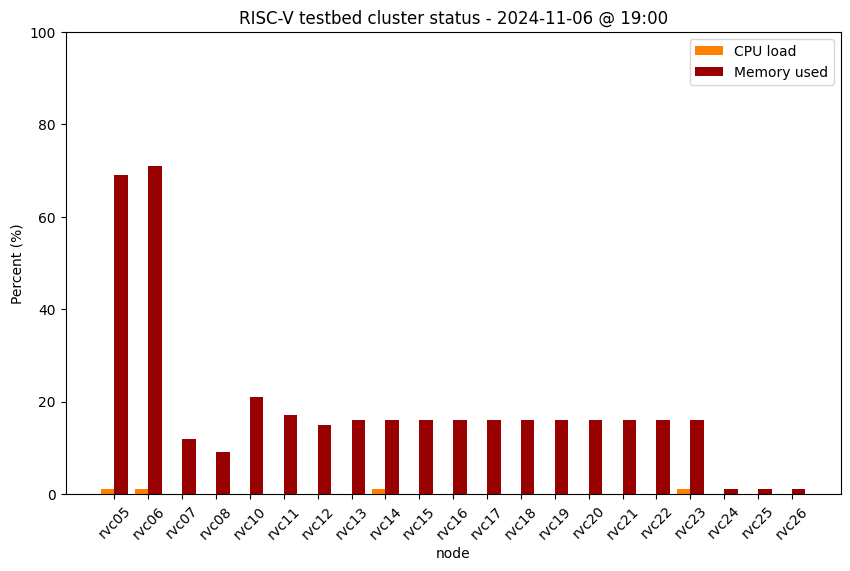 RISC-V testbed cluster status - 2024-11-06 @ 19:00
100
80
60
40
20
0
Percent (%)
CPU load
Memory used
rvc05
rvc06
rvc07
rvc08
rvc10
rvc11
rvc12
rvc13
rvc14
rvc15
rvc16
rvc17
rvc18
rvc19
rvc20
rvc21
rvc22
rvc23
rvc24
rvc25
rvc26
node